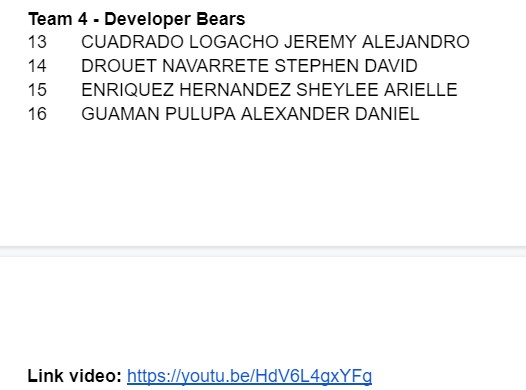 Team 4 - Developer Bears
13 CUADRADO LOGACHO JEREMY ALEJANDRO
14 DROUET NAVARRETE STEPHEN DAVID
15 ENRIQUEZ HERNANDEZ SHEYLEE ARIELLE
16 GUAMAN PULUPA ALEXANDER DANIEL
Link video: https://youtu.be/HdV6L4gxYFg